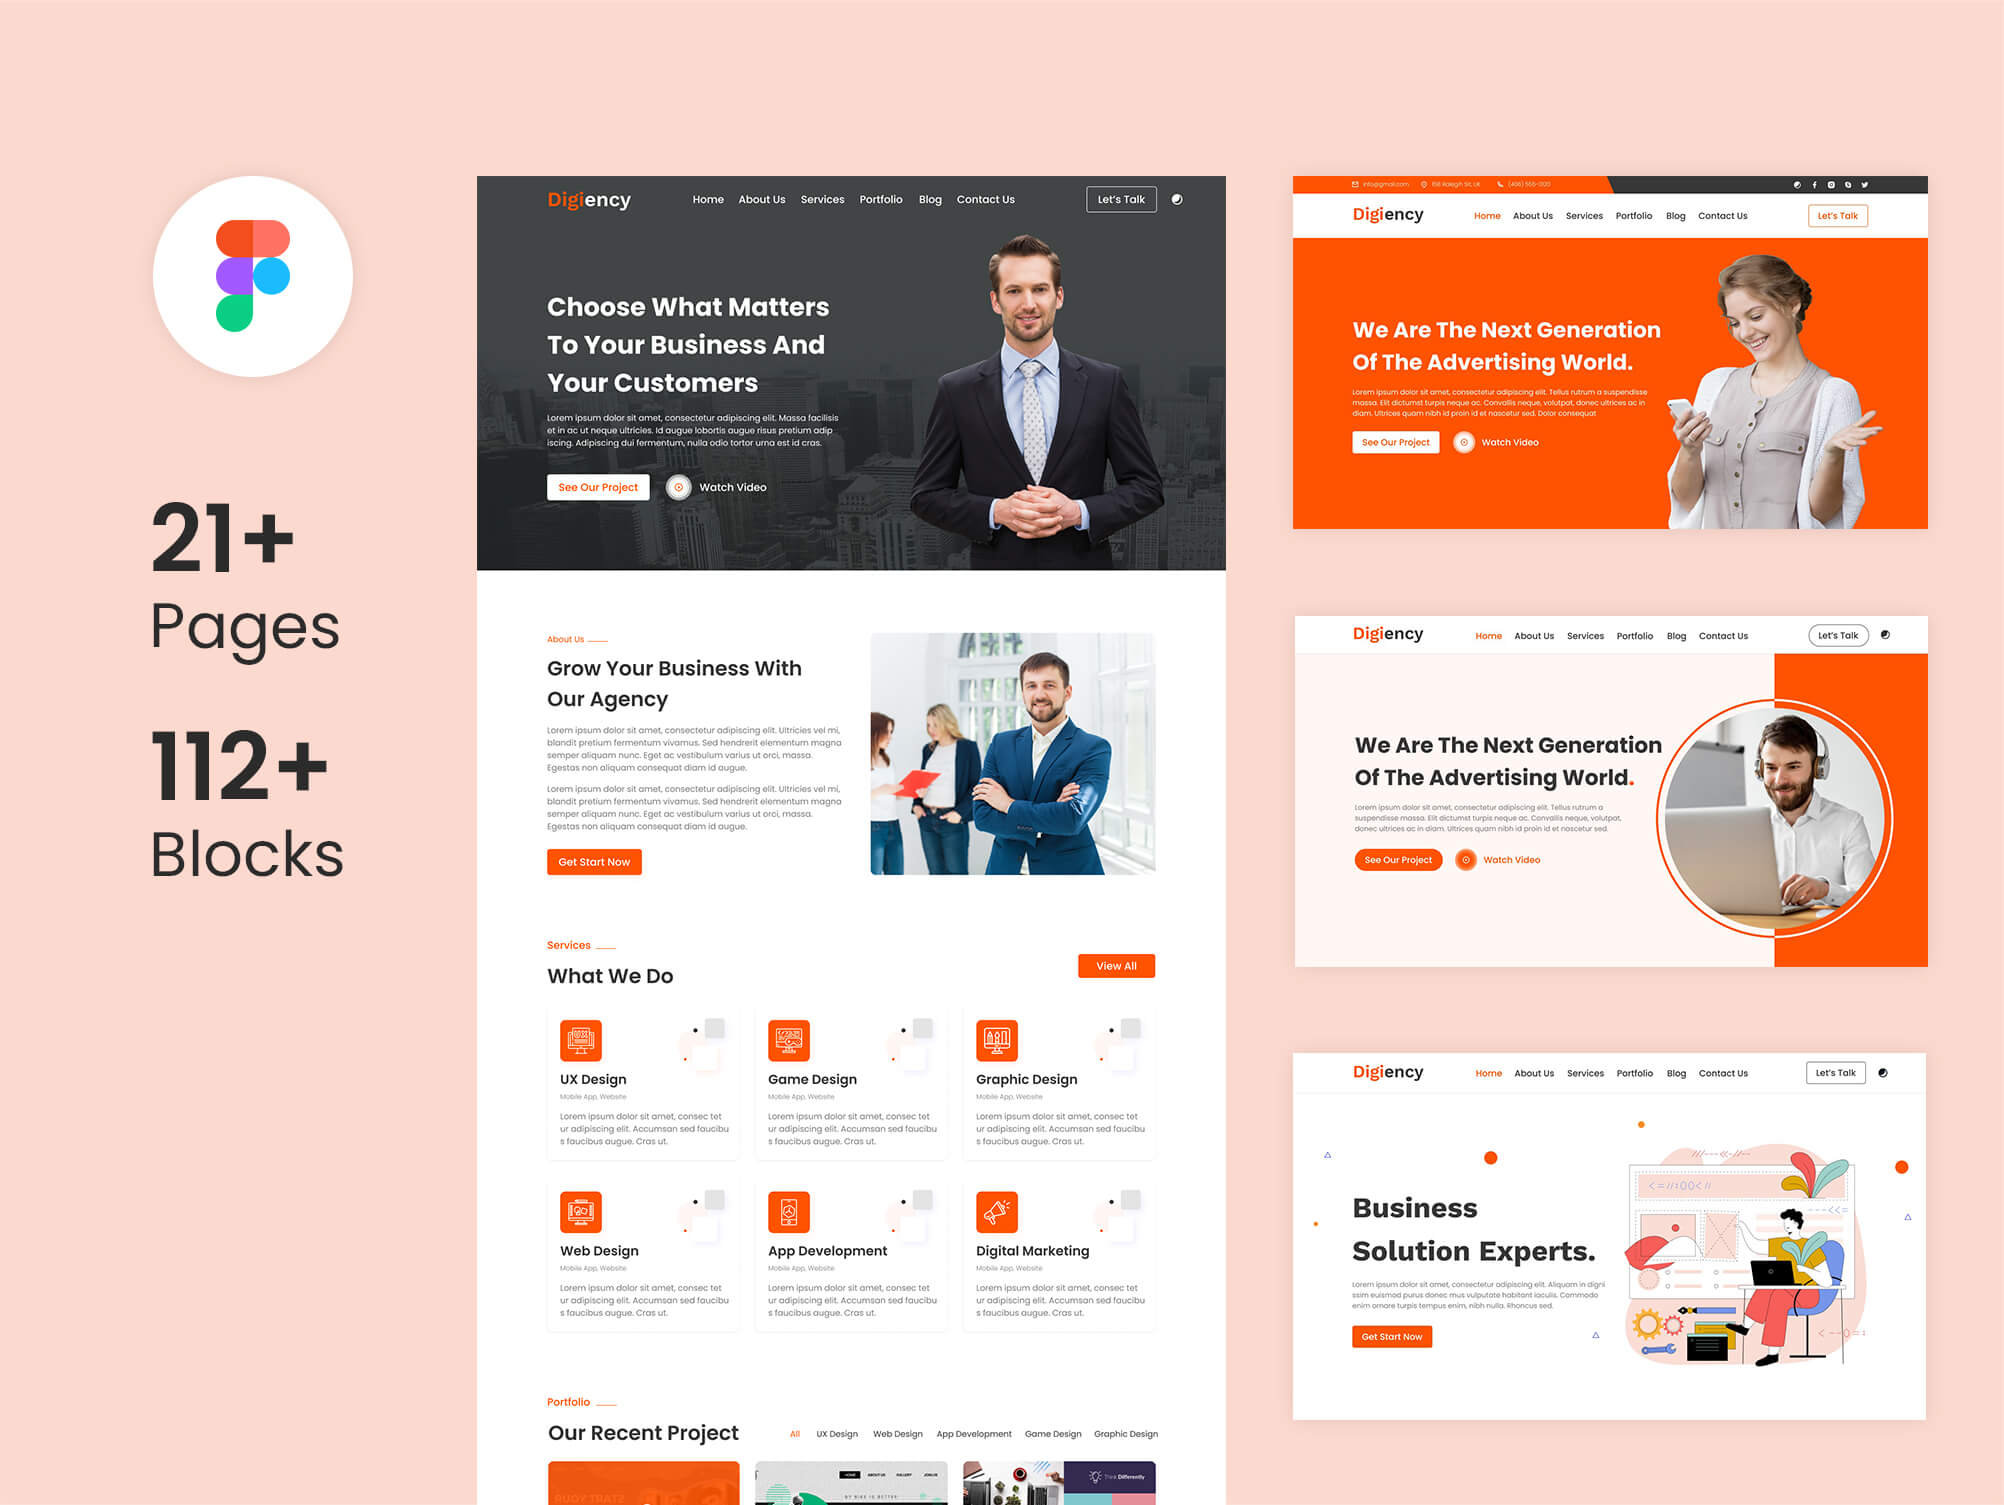 21+
Pages
112+
Blocks
Digiency
Home About Us Services Portfolio Blog Contact Us
Let's Talk
Choose What Matters
To Your Business And
Your Customers
Lorem ipsum dolor sit amet, consectetur adipiscing elit. Massa facilisis
et in ac ut neque ultricies. Id augue lobortis augue risus pretium adip
iscing. Adipiscing dui fermentum, nulla odio tortor urna est id cras.
See Our Project
Watch Video
About Us
Grow Your Business With
Our Agency
Lorem ipsum dolor sit amet, consectetur adipiscing elit. Ultricies vel mi,
blandit pretium fermentum vivamus. Sed hendrerit elementum magna
semper aliquam nunc. Eget ac vestibulum varius ut orci, massa.
Egestas non aliquam consequat diam id augue.
Lorem ipsum dolor sit amet, consectetur adipiscing elit. Ultricies vel mi,
blandit pretium fermentum vivamus. Sed hendrerit elementum magna
semper aliquam nunc. Eget ac vestibulum varius ut orci, massa.
Egestas non aliquam consequat diam id augue.
Get Start Now
Services
What We Do
View All
UX
UX Design
Mobile App, Website
Lorem ipsum dolor sit amet, consec tet
ur adipiscing elit. Accumsan sed faucibu
s faucibus augue. Cras ut.
Game Design
Mobile App, Website
Lorem ipsum dolor sit amet, consec tet
ur adipiscing elit. Accumsan sed faucibu
s faucibus augue. Cras ut.
Graphic Design
Mobile App, Website
Lorem ipsum dolor sit amet, consec tet
ur adipiscing elit. Accumsan sed faucibu
s faucibus augue. Cras ut.
Web Design
Mobile App, Website
Lorem ipsum dolor sit amet, consec tet
ur adipiscing elit. Accumsan sed faucibu
s faucibus augue. Cras ut.
App Development
Mobile App, Website
Lorem ipsum dolor sit amet, consec tet
ur adipiscing elit. Accumsan sed faucibu
s faucibus augue. Cras ut.
Digital Marketing
Mobile App, Website
Lorem ipsum dolor sit amet, consec tet
ur adipiscing elit. Accumsan sed faucibu
s faucibus augue. Cras ut.
Portfolio
Our Recent Project
All UX Design Web Design App Development Game Design Graphic Design
RUDY TRATZ
HOME ABOUT US GALLERY JOIN US
MY BIKE IS BETTER.
Think Differently
info@gmail.com
(406) 555-0120
Digiency
Home About Us Services Portfolio Blog Contact Us
Let's Talk
We Are The Next Generation
Of The Advertising World.
Lorem ipsum dolor sit amet, consectetur adipiscing elit. Tellus rutrum a suspendisse
massa. Elit dictumst turpis neque ac. Convallis neque, volutpat, donec ultrices ac in
diam. Ultrices quam nibh id proin id et nascetur sed. Dolor consequat
See Our Project
Watch Video
Digiency
Home About Us Services Portfolio Blog Contact Us
Let's Talk
We Are The Next Generation
Of The Advertising World.
Lorem ipsum dolor sit amet, consectetur adipiscing elit. Tellus rutrum a
suspendisse massa. Elit dictumst turpis neque ac. Convallis neque, volutpat,
donec ultrices ac in diam. Ultrices quam nibh id proin id et nascetur sed.
See Our Project
Watch Video
Digiency
Home About Us Services Portfolio Blog Contact Us
Let's Talk
Business
Solution Experts.
Lorem ipsum dolor sit amet, consectetur adipiscing elit. Aliquam in digni
ssim euismod purus donec mus vulputate habitant iaculis. Commodo
enim ornare turpis tempus enim, nibh nulla. Rhoncus sed.
Get Start Now